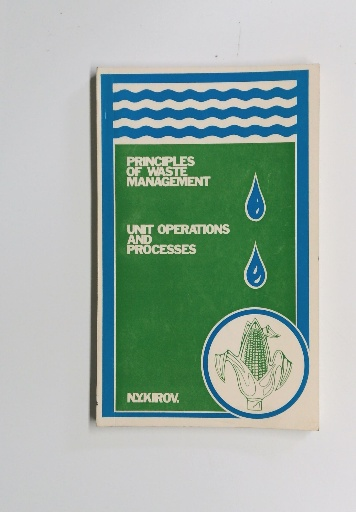 PRINCIPLES
OF WASTE
MANAGEMENT
UNIT OPERATIONS
AND
PROCESSES
N.Y.KIROV.